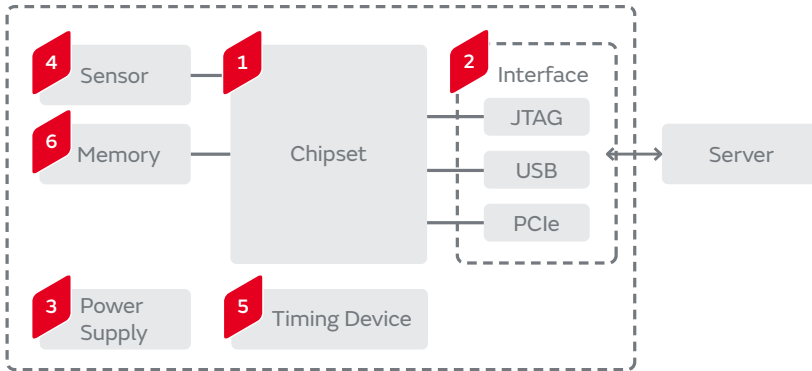 4
Sensor
1
Chipset
2
Interface
JTAG
USB
PCIe
Server
6
Memory
3
Power
Supply
5
Timing Device